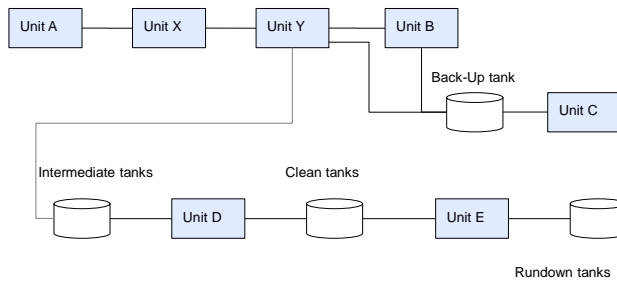 Unit A
Unit X
Unit Y
Unit B
Back-Up tank
Unit C
Intermediate tanks
Clean tanks
Unit D
Unit E
Rundown tanks